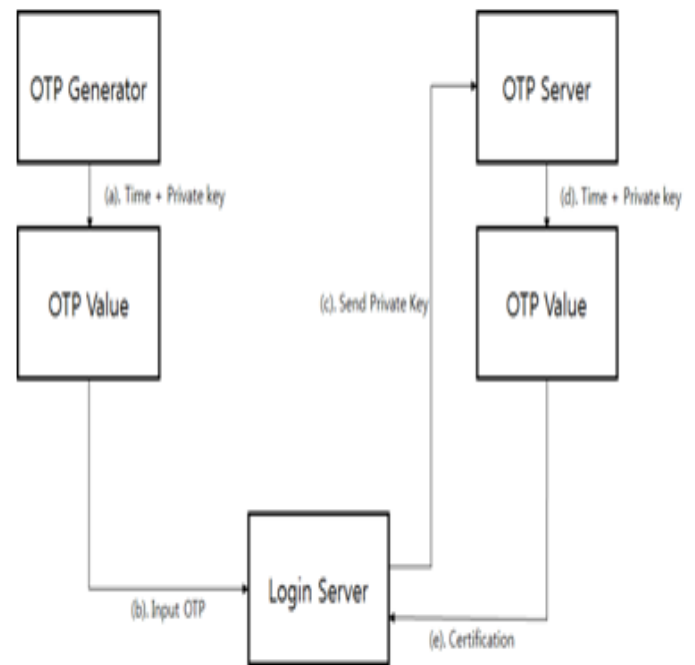 OTP Generator
OTP Server
(a). Time + Private key
(d). Time + Private key
OTP Value
OTP Value
(c). Send Private Key
Login Server
(b). Input OTP
(e). Certification